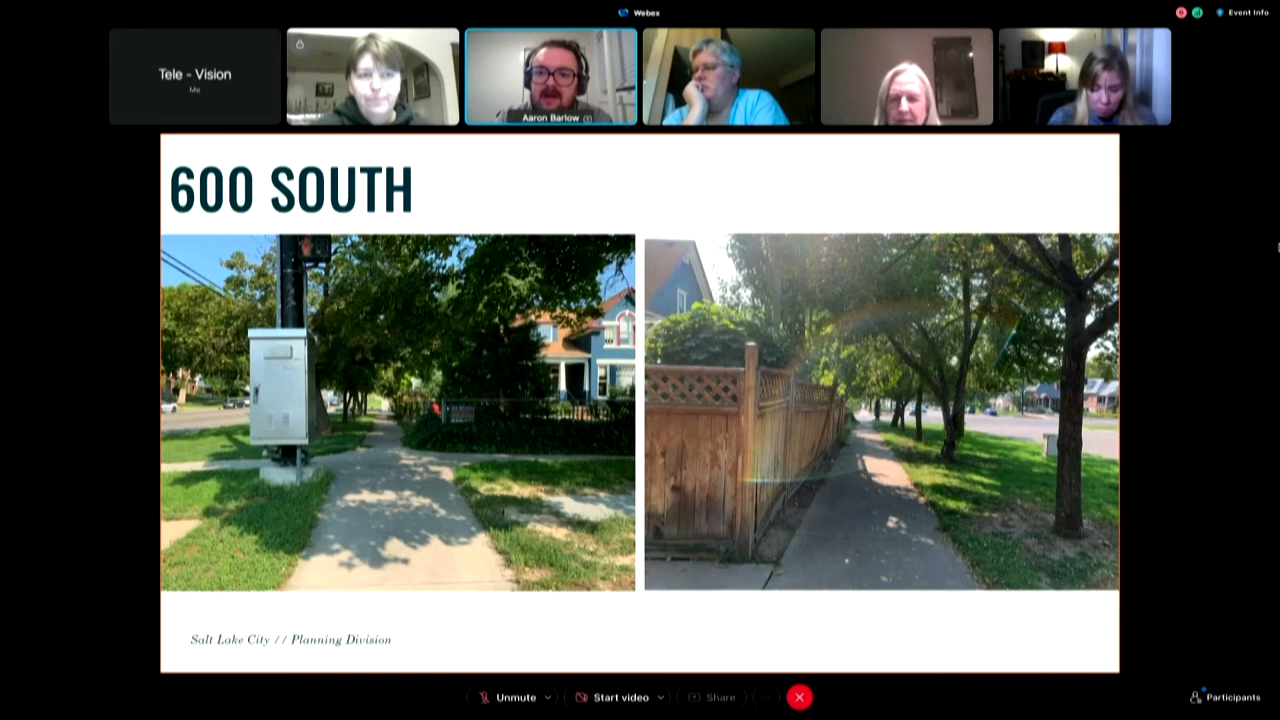 Webex
Event Info
Tele - Vision
Me
Aaron Barlow
600 SOUTH
Salt Lake City // Planning Division
Unmute
Start video
Share
Participants